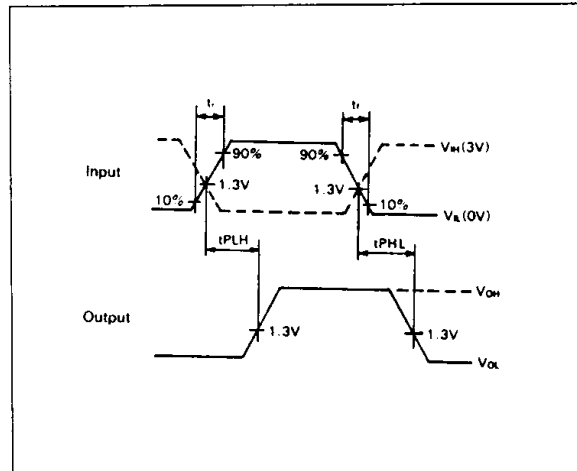 tr tf
90% 90% VIH(3V)
Input
1.3V 1.3V
10% 10%
VIL(0V)
tPLH tPHL
VOH
Output
1.3V 1.3V
VOL